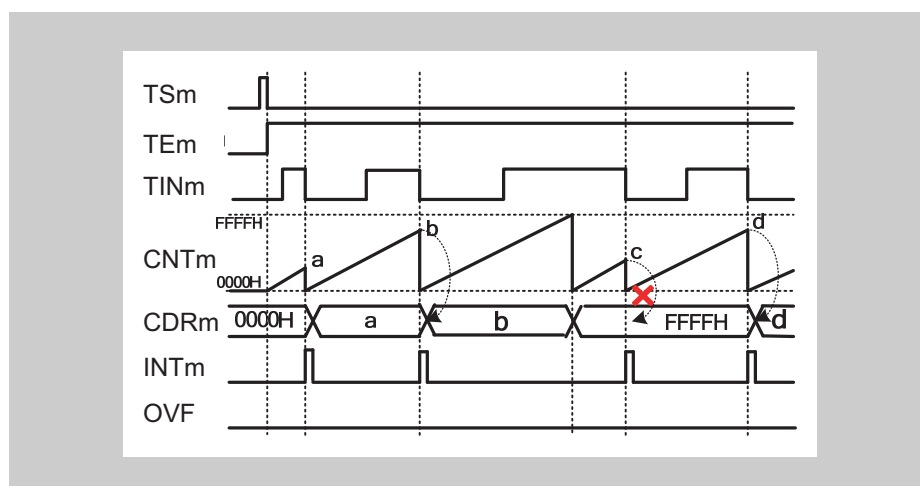 TSm
TEm
TINm
FFFFH
b
d
CNTm
a
c
0000H
CDRm 0000H a b FFFFH d
INTm
OVF